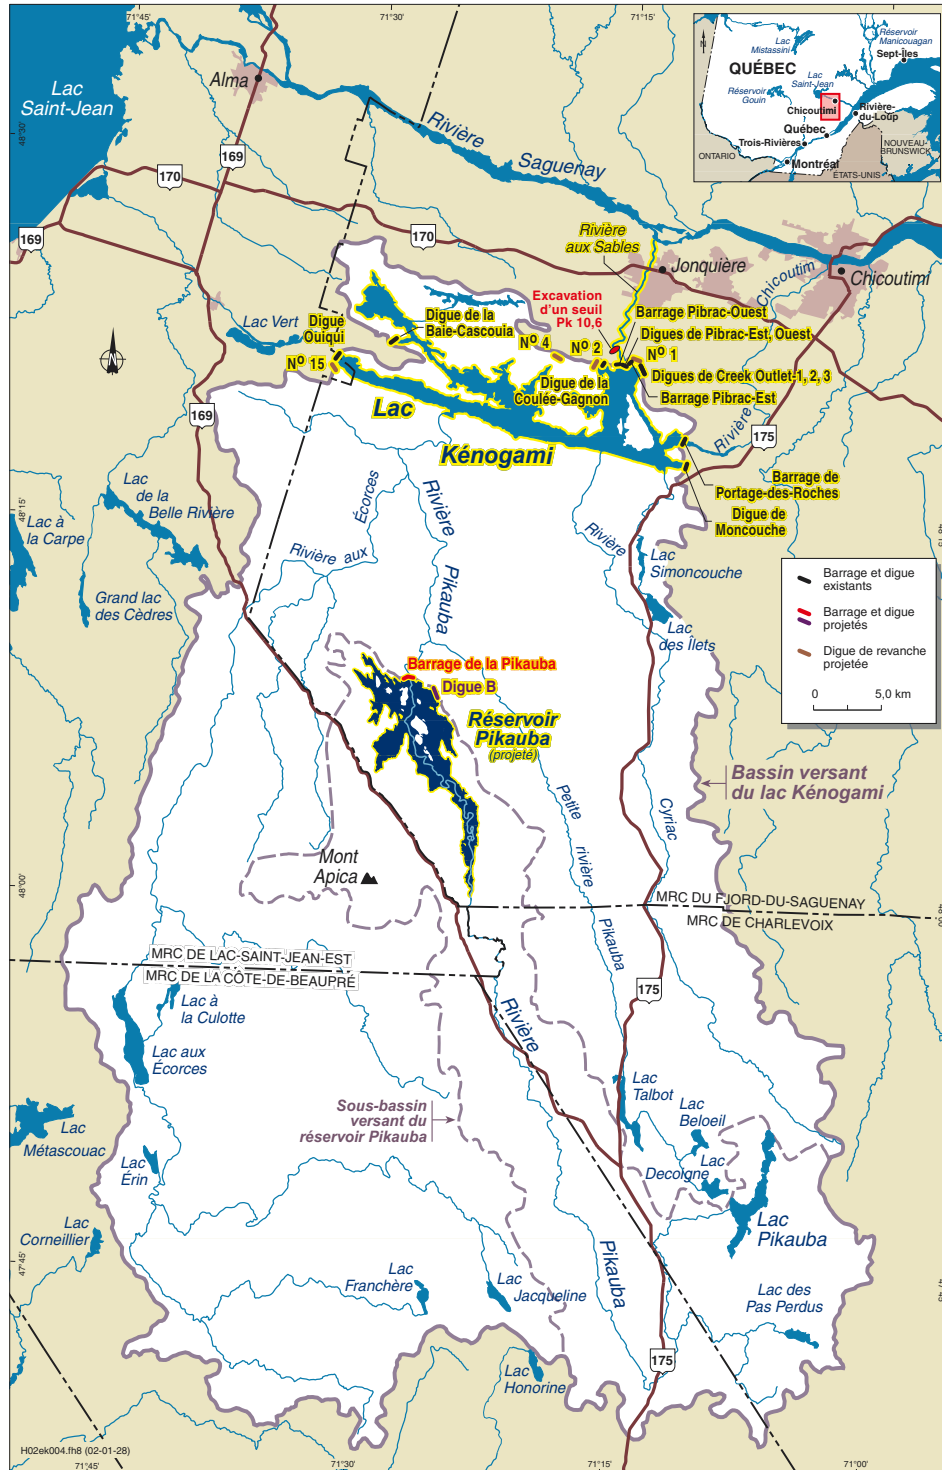 71°45'
71°30'
71°15'
48°30'
48°15'
48°00'
47°45'
Lac
Saint-Jean
Alma
169
170
169
170
Rivière
Saguenay
Rivière
aux Sables
Jonquière
Chicoutimi
Chicoutimi
Rivière
Lac
Mistassini
Réservoir
Manicouagan
Sept-Îles
QUÉBEC
Lac
Saint-Jean
Réservoir
Gouin
Chicoutimi
Rivière-
du-Loup
Québec
Trois-Rivières
Montréal
ONTARIO
ÉTATS-UNIS
NOUVEAU-
BRUNSWICK
N
Excavation
d'un seuil
Pk 10,6
Barrage Pibrac-Ouest
Digues de Pibrac-Est, Ouest
Nº 1
Nº 2
Nº 4
Digues de Creek Outlet-1, 2, 3
Barrage Pibrac-Est
Digue de la
Coulée-Gagnon
Digue de la
Baie-Cascouia
Lac Vert
Digue
Ouiqui
Nº 15
Lac
Kénogami
175
Barrage de
Portage-des-Roches
Digue de
Moncouche
169
Lac
de la
Belle Rivière
Lac à
la Carpe
Grand lac
des Cèdres
Rivière aux
Écorces
Rivière
Pikauba
Rivière
Cyriac
Lac
Simoncouche
Lac
des Îlets
Barrage et digue
existants
Barrage et digue
projetés
Digue de revanche
projetée
0
5,0 km
Barrage de la Pikauba
Digue B
Réservoir
Pikauba
(projeté)
Bassin versant
du lac Kénogami
Petite
rivière
Pikauba
Mont
Apica
MRC DU FJORD-DU-SAGUENAY
MRC DE CHARLEVOIX
MRC DE LAC-SAINT-JEAN-EST
MRC DE LA CÔTE-DE-BEAUPRÉ
175
Lac à
la Culotte
Lac aux
Écorces
Rivière
Pikauba
Sous-bassin
versant du
réservoir Pikauba
Lac
Talbot
Lac
Beloeil
Lac
Decoigne
Lac
Pikauba
Lac
Métascouac
Lac
Érin
Lac
Corneillier
Lac
Franchère
Lac
Jacqueline
Lac des
Pas Perdus
Lac
Honorine
175
H02ek004.fh8 (02-01-28)
71°45'
71°30'
71°15'
71°00'
48°15'
48°00'
47°45'